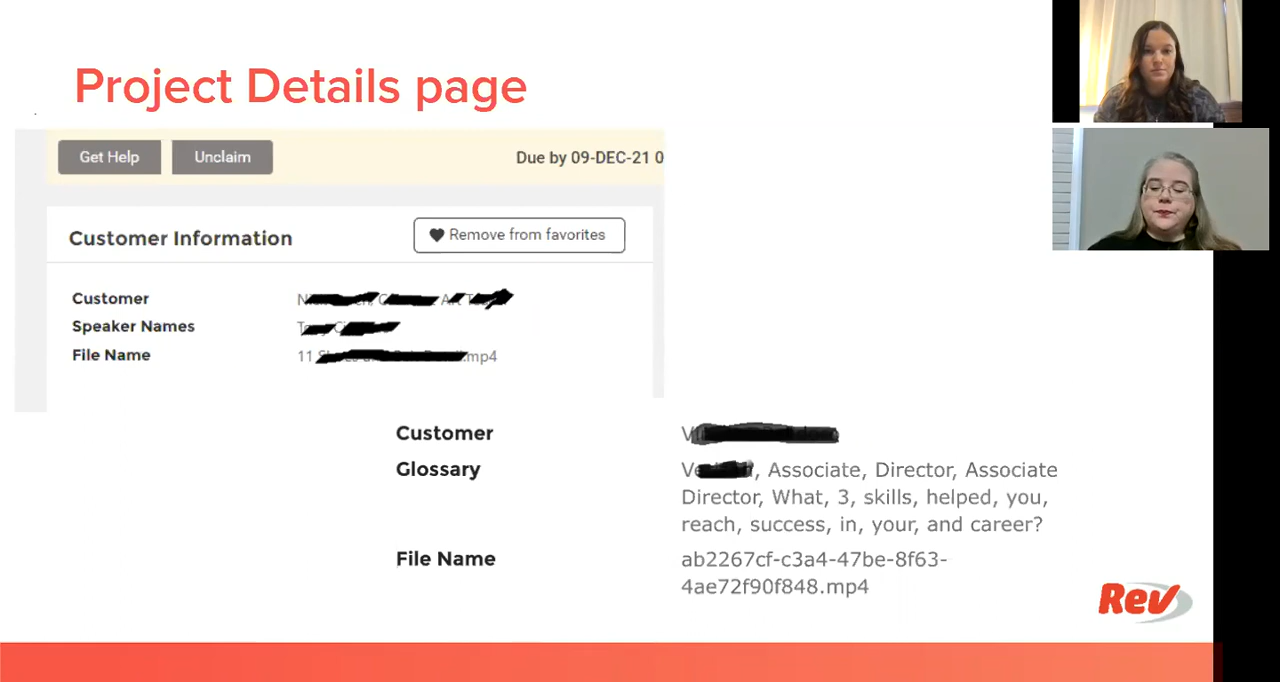 Project Details page
Get Help
Unclaim
Due by 09-DEC-21 0
Customer Information
Remove from favorites
Customer
Speaker Names
File Name
11
.mp4
Customer
Glossary
, Associate, Director, Associate
Director, What, 3, skills, helped, you,
reach, success, in, your, and career?
File Name
ab2267cf-c3a4-47be-8f63-
4ae72f90f848.mp4
Rev